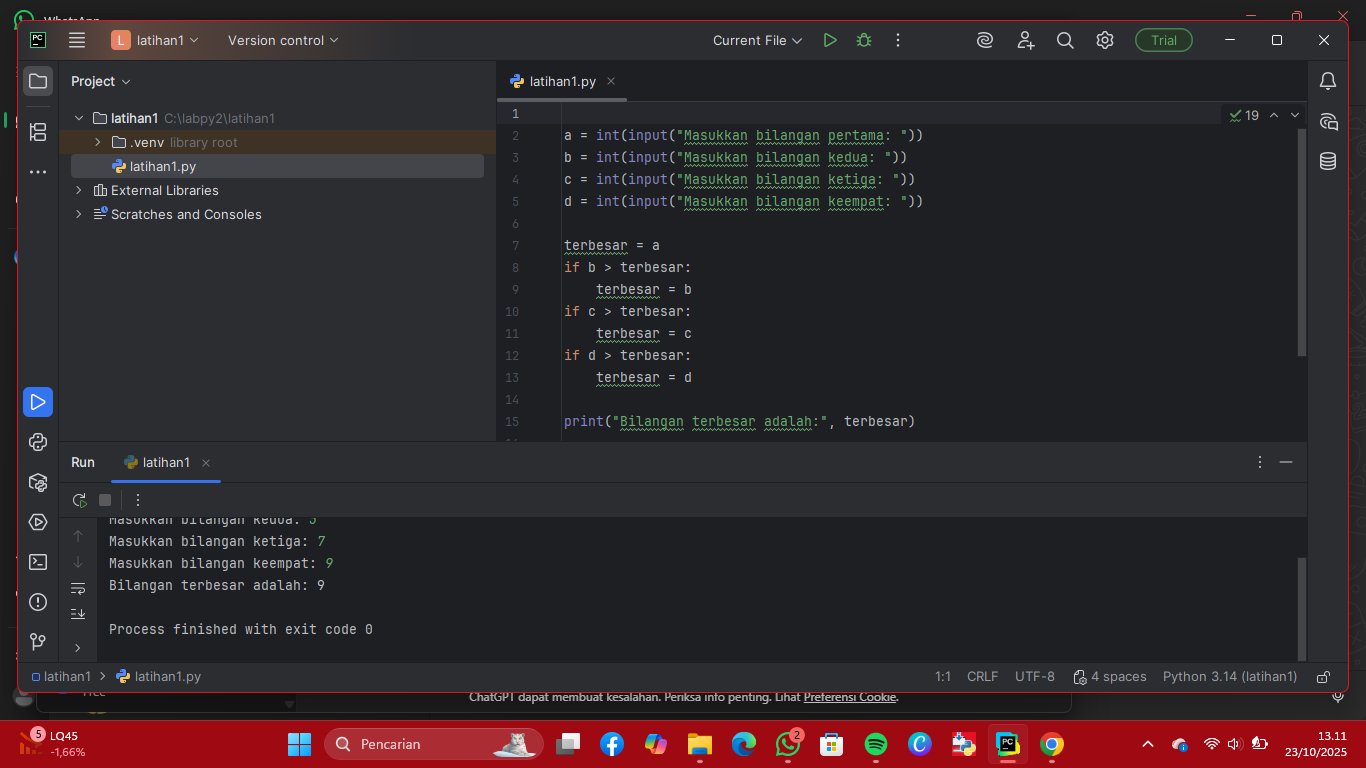 WhatsApp
PC
L latihan1
Version control
Current File
Trial
Project
latihan1 C:\labpy2\latihan1
.venv library root
latihan1.py
External Libraries
Scratches and Consoles
latihan1.py
19
1
2 a = int(input("Masukkan bilangan pertama: "))
3 b = int(input("Masukkan bilangan kedua: "))
4 c = int(input("Masukkan bilangan ketiga: "))
5 d = int(input("Masukkan bilangan keempat: "))
6
7 terbesar = a
8 if b > terbesar:
9     terbesar = b
10 if c > terbesar:
11     terbesar = c
12 if d > terbesar:
13     terbesar = d
14
15 print("Bilangan terbesar adalah:", terbesar)
Run latihan1
Masukkan bilangan kedua: 5
Masukkan bilangan ketiga: 7
Masukkan bilangan keempat: 9
Bilangan terbesar adalah: 9
Process finished with exit code 0
latihan1 > latihan1.py
1:1 CRLF UTF-8 4 spaces Python 3.14 (latihan1)
Free
ChatGPT dapat membuat kesalahan. Periksa info penting. Lihat Preferensi Cookie.
5
LQ45
-1,66%
Pencarian
2
PC
13.11
23/10/2025